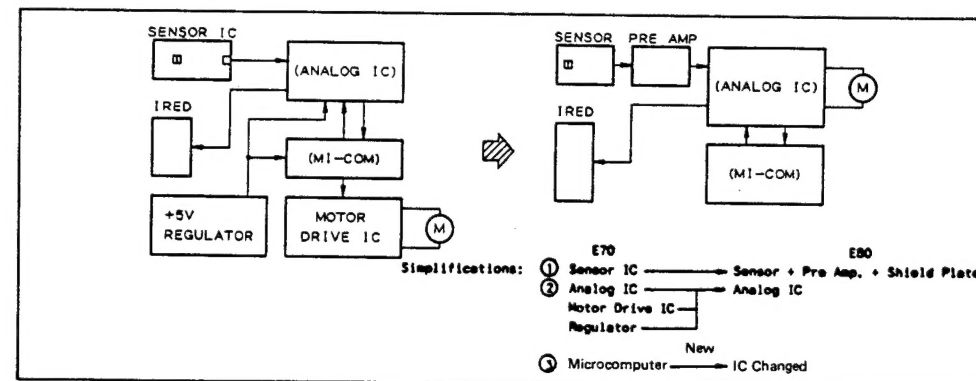 SENSOR IC
(ANALOG IC)
IRED
(MI-COM)
+5V
REGULATOR
MOTOR
DRIVE IC
M
SENSOR PRE AMP
(ANALOG IC)
M
IRED
(MI-COM)
E70 E80
Simplifications: ① Sensor IC Sensor + Pre Amp. + Shield Plate
② Analog IC Analog IC
Motor Drive IC
Regulator
New
③ Microcomputer IC Changed